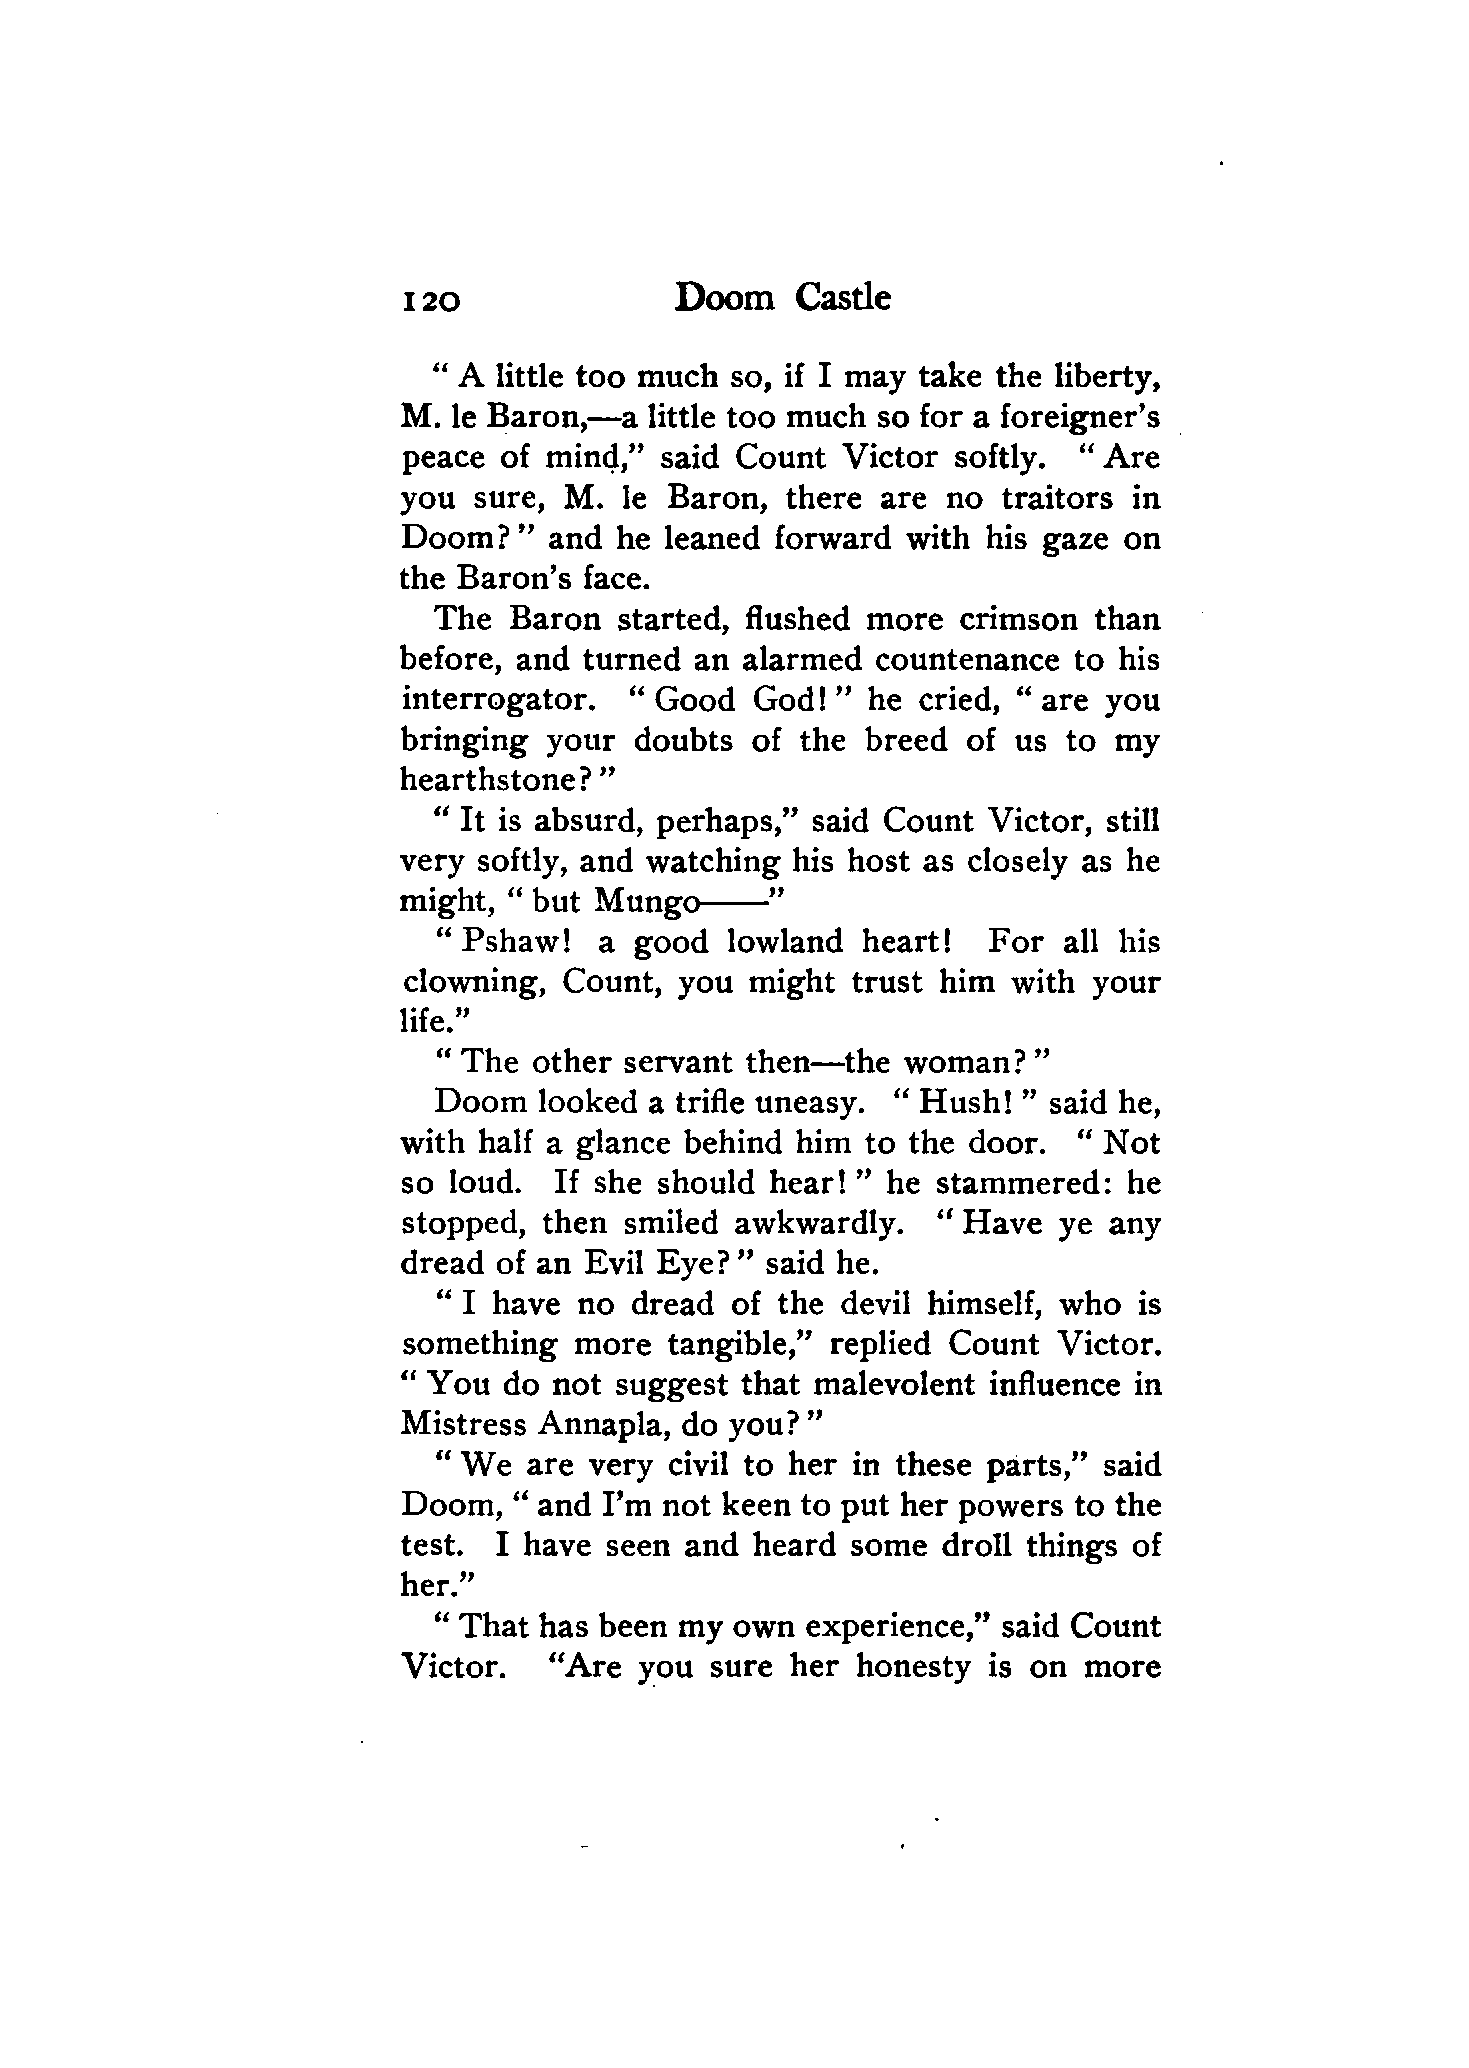 120 Doom Castle
" A little too much so, if I may take the liberty,
M. le Baron,—a little too much so for a foreigner's
peace of mind," said Count Victor softly. " Are
you sure, M. le Baron, there are no traitors in
Doom? " and he leaned forward with his gaze on
the Baron's face.
The Baron started, flushed more crimson than
before, and turned an alarmed countenance to his
interrogator. " Good God! " he cried, " are you
bringing your doubts of the breed of us to my
hearthstone? "
" It is absurd, perhaps," said Count Victor, still
very softly, and watching his host as closely as he
might, " but Mungo——"
" Pshaw! a good lowland heart! For all his
clowning, Count, you might trust him with your
life."
" The other servant then—the woman? "
Doom looked a trifle uneasy. " Hush! " said he,
with half a glance behind him to the door. " Not
so loud. If she should hear! " he stammered: he
stopped, then smiled awkwardly. " Have ye any
dread of an Evil Eye? " said he.
" I have no dread of the devil himself, who is
something more tangible," replied Count Victor.
" You do not suggest that malevolent influence in
Mistress Annapla, do you? "
" We are very civil to her in these parts," said
Doom, " and I'm not keen to put her powers to the
test. I have seen and heard some droll things of
her."
" That has been my own experience," said Count
Victor. "Are you sure her honesty is on more